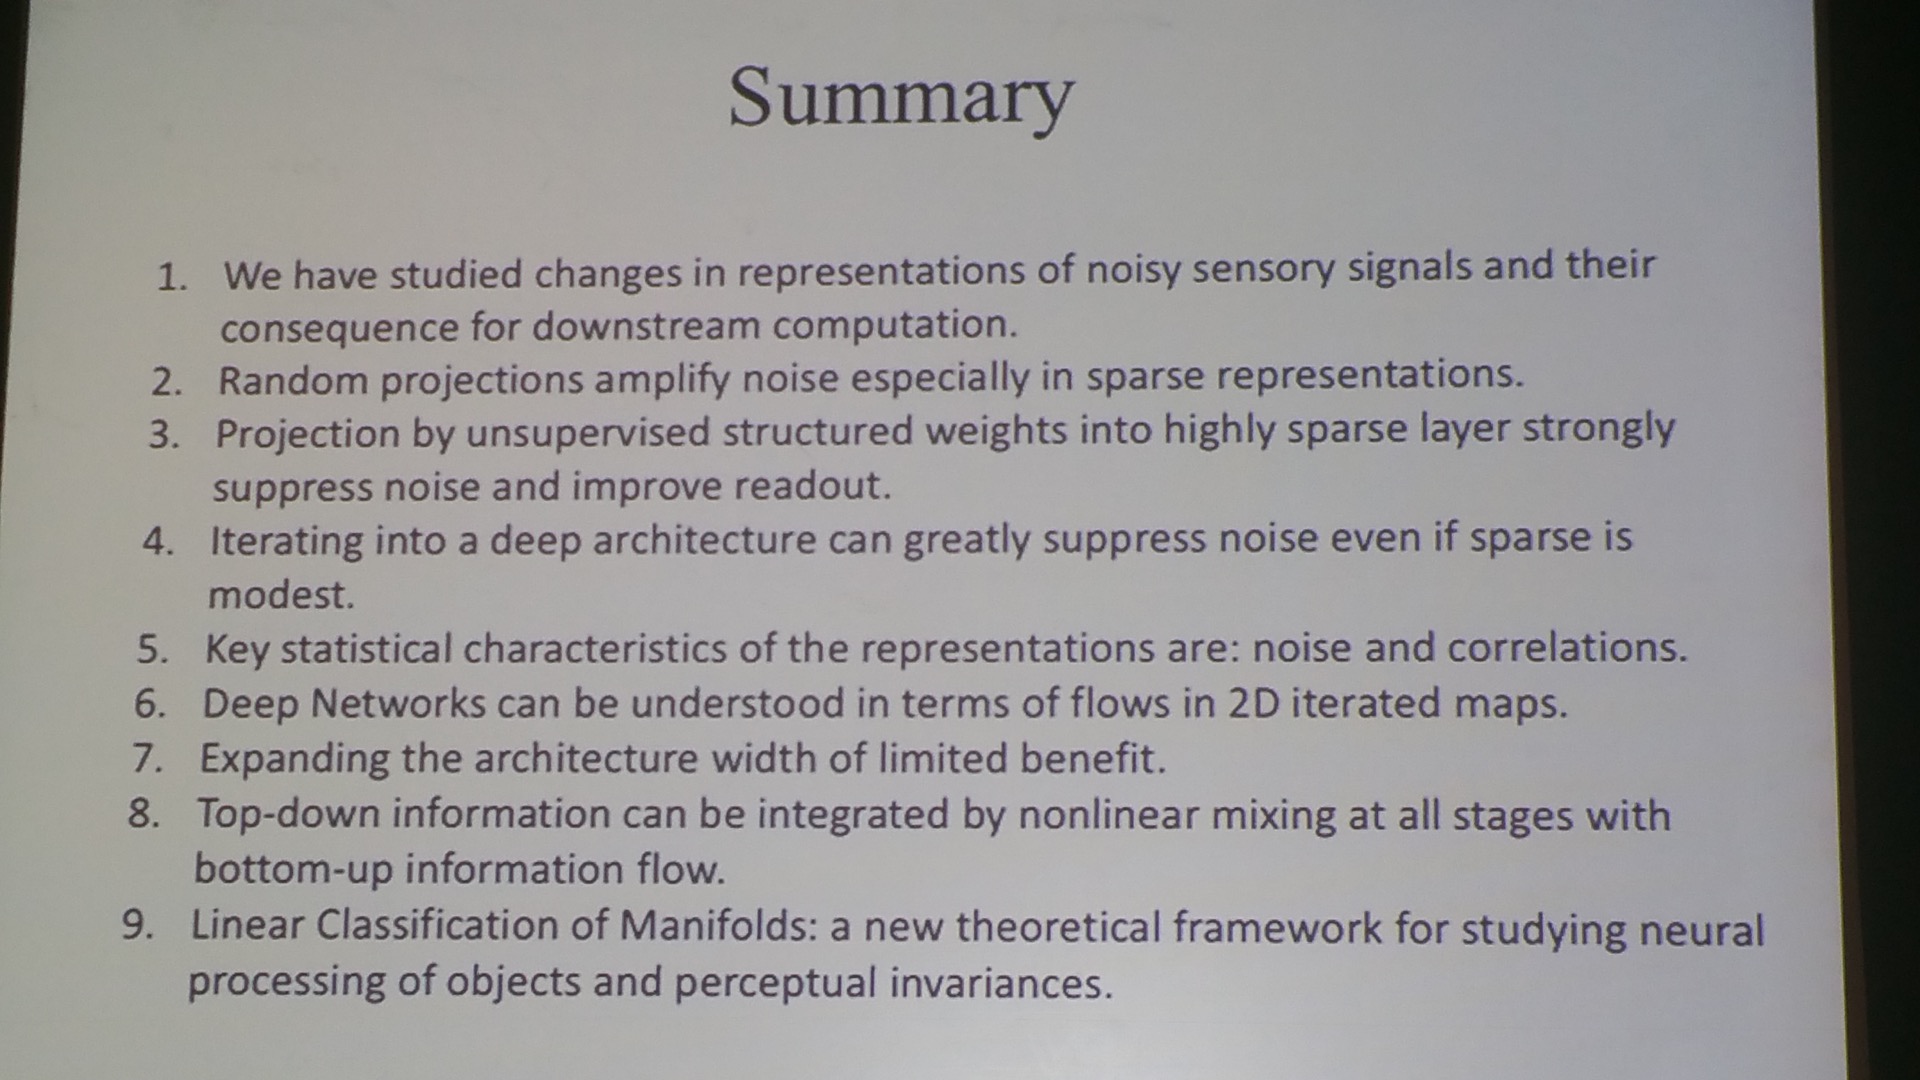 Summary
1. We have studied changes in representations of noisy sensory signals and their
consequence for downstream computation.
2. Random projections amplify noise especially in sparse representations.
3. Projection by unsupervised structured weights into highly sparse layer strongly
suppress noise and improve readout.
4. Iterating into a deep architecture can greatly suppress noise even if sparse is
modest.
5. Key statistical characteristics of the representations are: noise and correlations.
6. Deep Networks can be understood in terms of flows in 2D iterated maps.
7. Expanding the architecture width of limited benefit.
8. Top-down information can be integrated by nonlinear mixing at all stages with
bottom-up information flow.
9. Linear Classification of Manifolds: a new theoretical framework for studying neural
processing of objects and perceptual invariances.